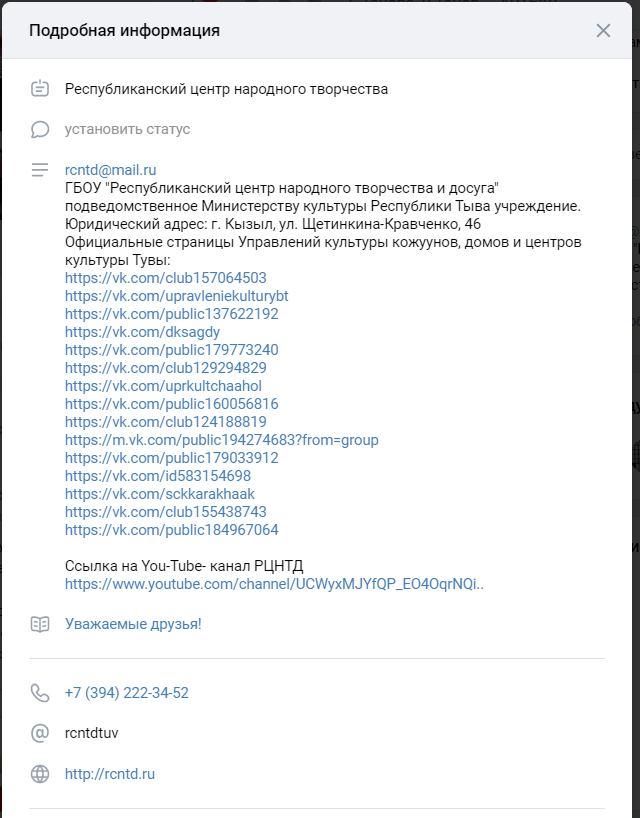 Подробная информация
Республиканский центр народного творчества
установить статус
rcntd@mail.ru
ГБОУ "Республиканский центр народного творчества и досуга"
подведомственное Министерству культуры Республики Тыва учреждение.
Юридический адрес: г. Кызыл, ул. Щетинкина-Кравченко, 46
Официальные страницы Управлений культуры кожуунов, домов и центров
культуры Тувы:
https://vk.com/club157064503
https://vk.com/upravleniekulturybt
https://vk.com/public137622192
https://vk.com/dksagdy
https://vk.com/public179773240
https://vk.com/club129294829
https://vk.com/uprkultchaahol
https://vk.com/public160056816
https://vk.com/club124188819
https://m.vk.com/public194274683?from=group
https://vk.com/public179033912
https://vk.com/id583154698
https://vk.com/sckkarakhaak
https://vk.com/club155438743
https://vk.com/public184967064
Ссылка на You-Tube- канал РЦНТД
https://www.youtube.com/channel/UCWyxMJYfQP_EO4OqrNQi..
Уважаемые друзья!
+7 (394) 222-34-52
rcntdtuv
http://rcntd.ru